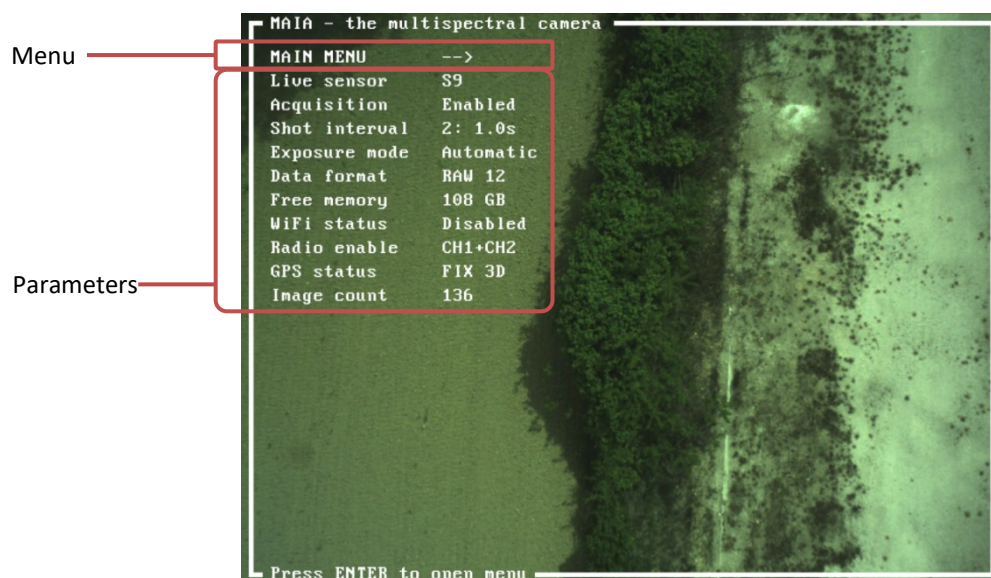 MAIA - the multispectral camera
Menu
MAIN MENU -->
Live sensor S9
Acquisition Enabled
Shot interval 2: 1.0s
Exposure mode Automatic
Data format RAW 12
Free memory 108 GB
WiFi status Disabled
Radio enable CH1+CH2
GPS status FIX 3D
Parameters
Image count 136
Press ENTER to open menu